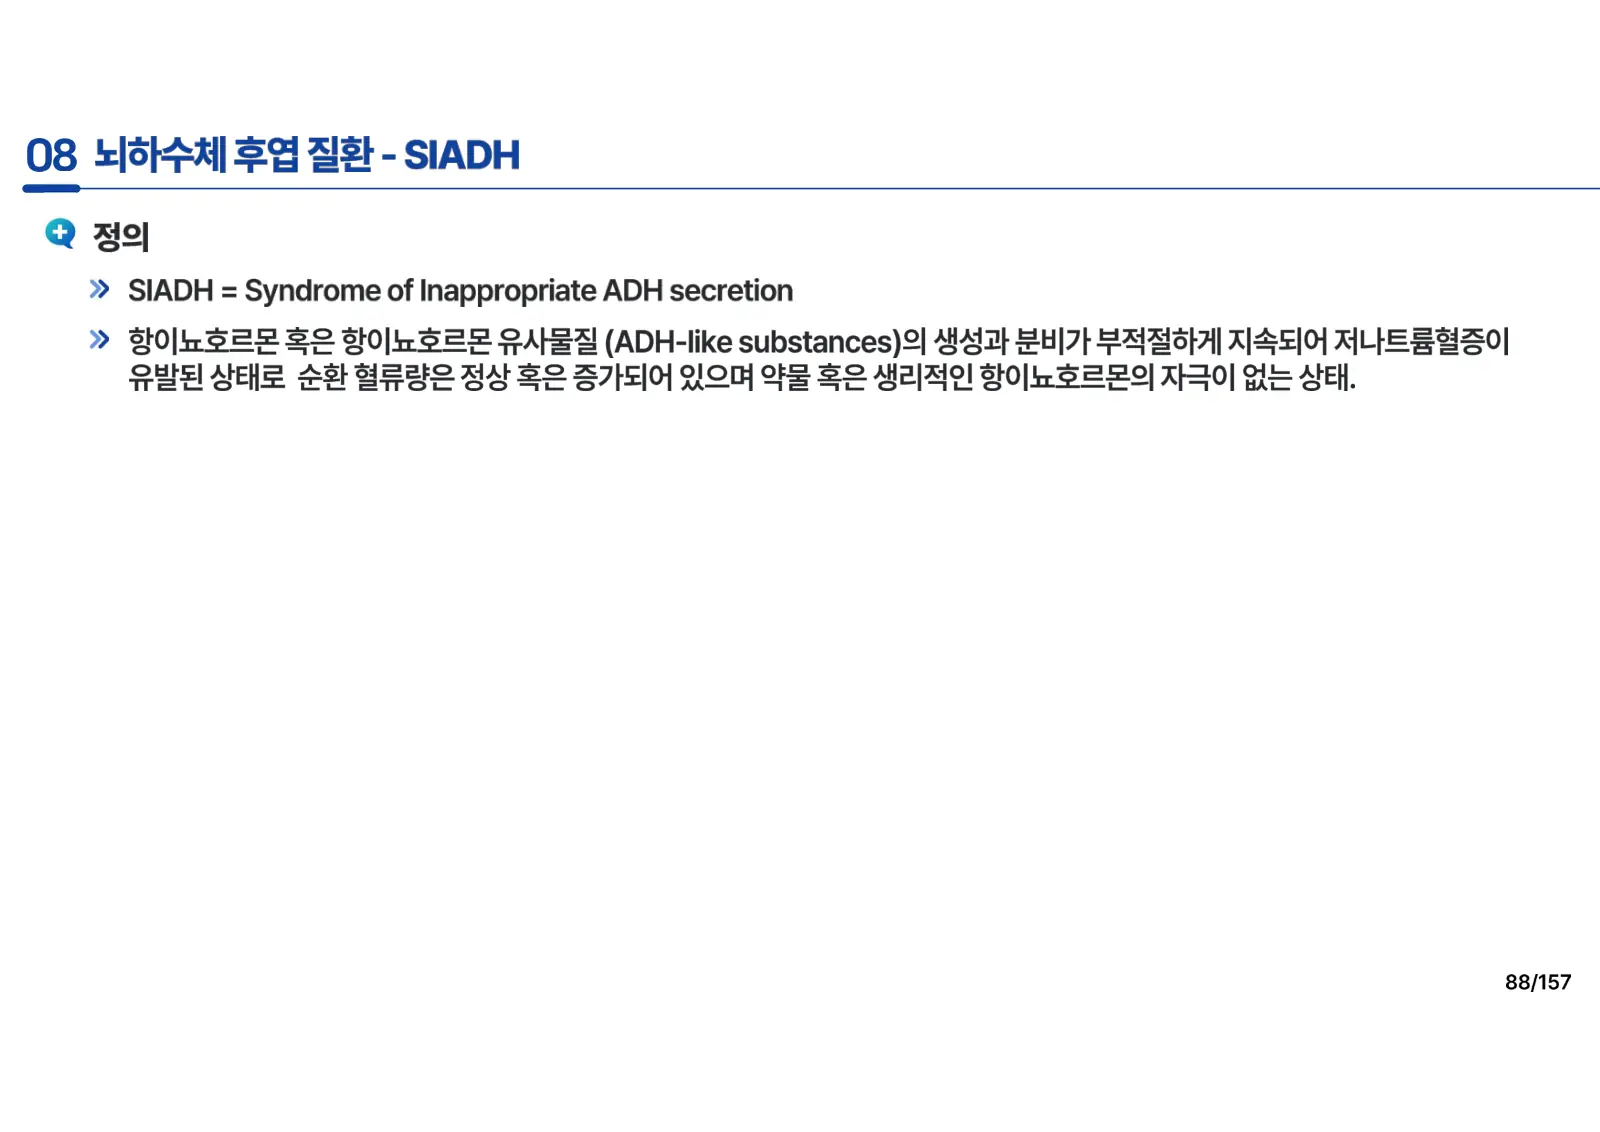 08 뇌하수체 후엽 질환 - SIADH
정의
SIADH = Syndrome of Inappropriate ADH secretion
항이뇨호르몬 혹은 항이뇨호르몬 유사물질 (ADH-like substances)의 생성과 분비가 부적절하게 지속되어 저나트륨혈증이
유발된 상태로 순환 혈류량은 정상 혹은 증가되어 있으며 약물 혹은 생리적인 항이뇨호르몬의 자극이 없는 상태.
88/157